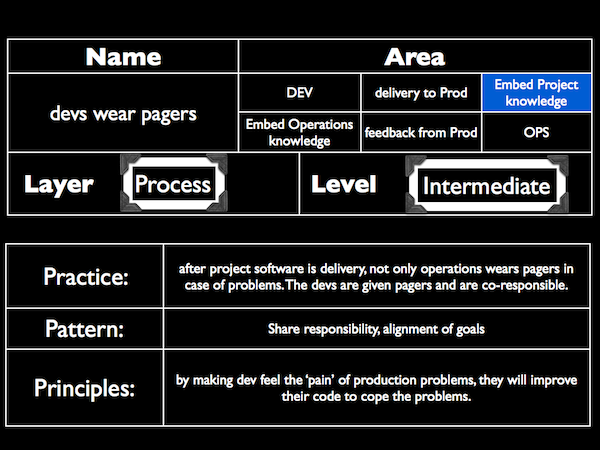 Name
Area
devs wear pagers
DEV
delivery to Prod
Embed Project
knowledge
Embed Operations
knowledge
feedback from Prod
OPS
Layer
Process
Level
Intermediate
Practice:
after project software is delivery, not only operations wears pagers in
case of problems. The devs are given pagers and are co-responsible.
Pattern:
Share responsibility, alignment of goals
Principles:
by making dev feel the ‘pain’ of production problems, they will improve
their code to cope the problems.